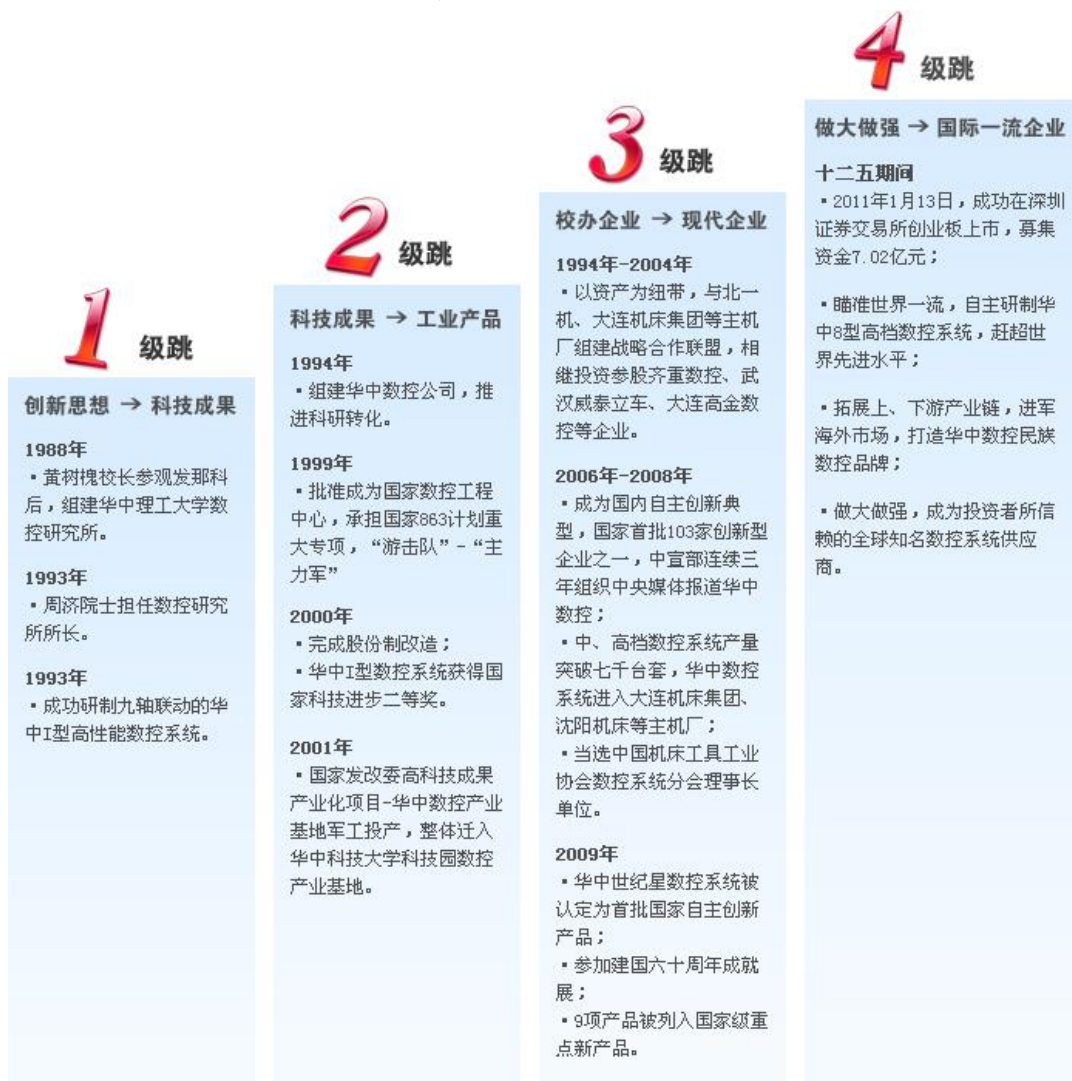 1 级跳
创新思想 → 科技成果
1988年
▪ 黄树槐校长参观发那科
后，组建华中理工大学数
控研究所。
1993年
▪ 周济院士担任数控研究
所所长。
1993年
▪ 成功研制九轴联动的华
中I型高性能数控系统。
2 级跳
科技成果 → 工业产品
1994年
▪ 组建华中数控公司，推
进科研转化。
1999年
▪ 批准成为国家数控工程
中心，承担国家863计划重
大专项，“游击队”-“主
力军”
2000年
▪ 完成股份制改造；
▪ 华中I型数控系统获得国
家科技进步二等奖。
2001年
▪ 国家发改委高科技成果
产业化项目-华中数控产业
基地军工投产，整体迁入
华中科技大学科技园数控
产业基地。
3 级跳
校办企业 → 现代企业
1994年-2004年
▪ 以资产为纽带，与北一
机、大连机床集团等主机
厂组建战略合作联盟，相
继投资参股齐重数控、武
汉威泰立车、大连高金数
控等企业。
2006年-2008年
▪ 成为国内自主创新典
型，国家首批103家创新型
企业之一，中宣部连续三
年组织中央媒体报道华中
数控；
▪ 中、高档数控系统产量
突破七千台套，华中数控
系统进入大连机床集团、
沈阳机床等主机厂；
▪ 当选中国机床工具工业
协会数控系统分会理事长
单位。
2009年
▪ 华中世纪星数控系统被
认定为首批国家自主创新
产品；
▪ 参加建国六十周年成就
展；
▪ 9项产品被列入国家级重
点新产品。
4 级跳
做大做强 → 国际一流企业
十二五期间
▪ 2011年1月13日，成功在深圳
证券交易所创业板上市，募集
资金7.02亿元；
▪ 瞄准世界一流，自主研制华
中8型高档数控系统，赶超世
界先进水平；
▪ 拓展上、下游产业链，进军
海外市场，打造华中数控民族
数控品牌；
▪ 做大做强，成为投资者所信
赖的全球知名数控系统供应
商。